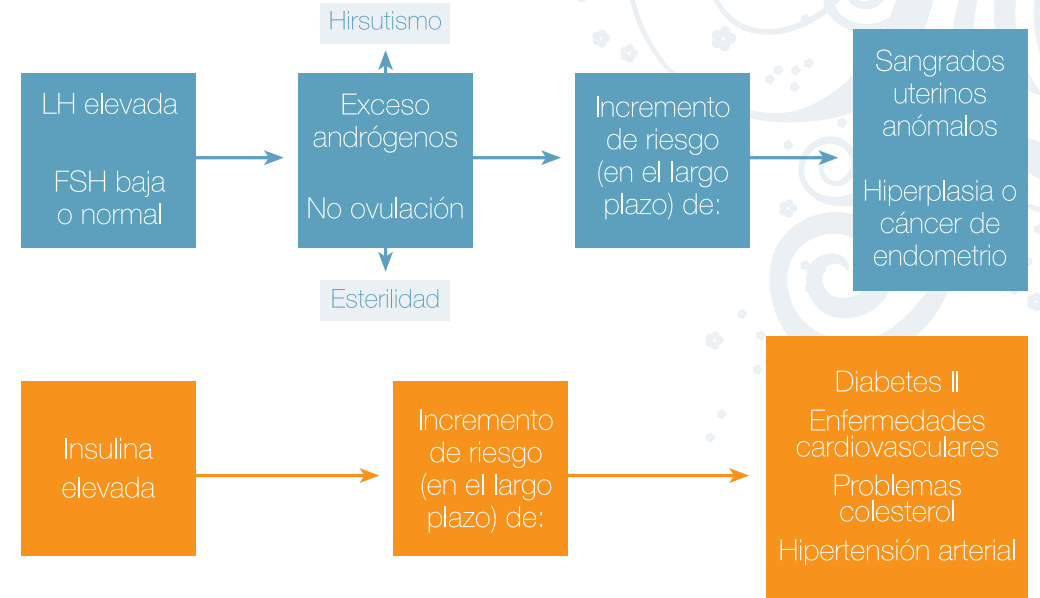 Hirsutismo
LH elevada
FSH baja
o normal
Exceso
andrógenos
No ovulación
Esterilidad
Incremento
de riesgo
(en el largo
plazo) de:
Sangrados
uterinos
anómalos
Hiperplasia o
cáncer de
endometrio
Insulina
elevada
Incremento
de riesgo
(en el largo
plazo) de:
Diabetes II
Enfermedades
cardiovasculares
Problemas
colesterol
Hipertensión arterial